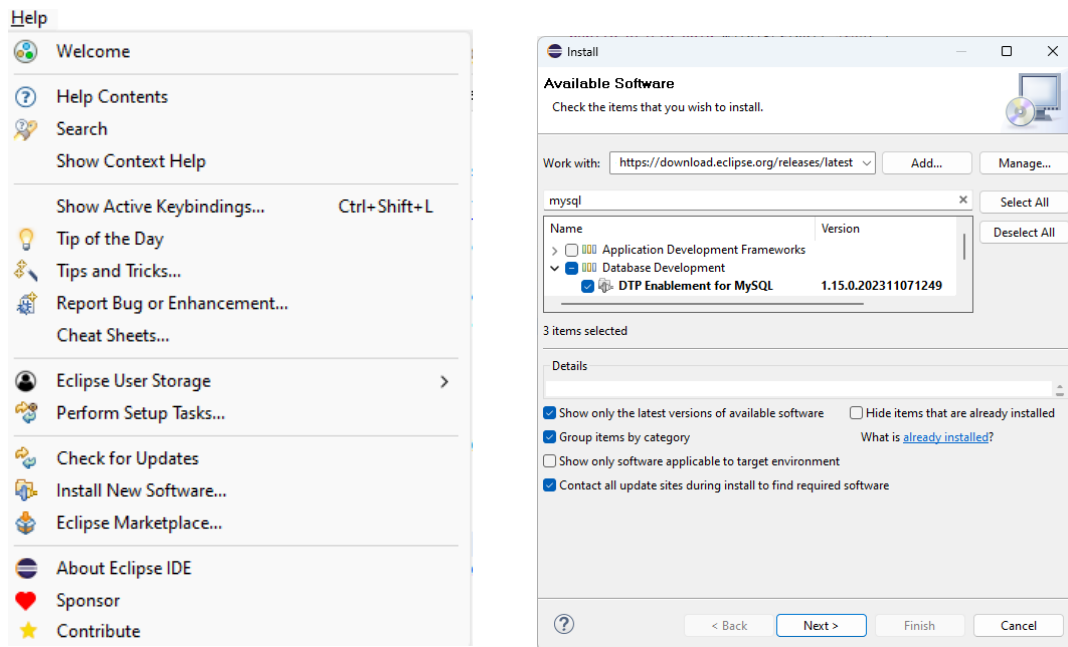 Help
Welcome
Help Contents
Search
Show Context Help
Show Active Keybindings... Ctrl+Shift+L
Tip of the Day
Tips and Tricks...
Report Bug or Enhancement...
Cheat Sheets...
Eclipse User Storage
Perform Setup Tasks...
Check for Updates
Install New Software...
Eclipse Marketplace...
About Eclipse IDE
Sponsor
Contribute
Install
Available Software
Check the items that you wish to install.
Work with: https://download.eclipse.org/releases/latest Add... Manage...
mysql Select All
Name Version Deselect All
Application Development Frameworks
Database Development
DTP Enablement for MySQL 1.15.0.202311071249
3 items selected
Details
Show only the latest versions of available software Hide items that are already installed
Group items by category What is already installed?
Show only software applicable to target environment
Contact all update sites during install to find required software
< Back Next > Finish Cancel